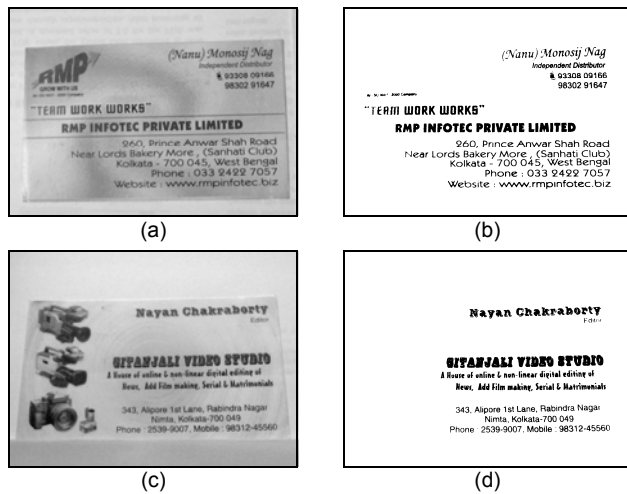 RMP
GROW WITH US
(Nanu) Monosij Nag
Independent Distributor
93308 09166
98302 91647
"TEAM WORK WORKS"
RMP INFOTEC PRIVATE LIMITED
260, Prince Anwar Shah Road
Near Lords Bakery More , (Sanhati Club)
Kolkata - 700 045, West Bengal
Phone : 033 2422 7057
Website : www.rmpinfotec.biz
(a)
(Nanu) Monosij Nag
Independent Distributor
93308 09166
98302 91647
"TEAM WORK WORKS"
RMP INFOTEC PRIVATE LIMITED
260, Prince Anwar Shah Road
Near Lords Bakery More , (Sanhati Club)
Kolkata - 700 045, West Bengal
Phone : 033 2422 7057
Website : www.rmpinfotec.biz
(b)
Nayan Chakraborty
Editor
GITANJALI VIDEO STUDIO
A House of online & non-linear digital editing of
News, Add Film making, Serial & Matrimonials
343, Alipore 1st Lane, Rabindra Nagar
Nimta, Kolkata-700 049
Phone : 2539-9007, Mobile : 98312-45560
(c)
Nayan Chakraborty
Editor
GITANJALI VIDEO STUDIO
A House of online & non-linear digital editing of
News, Add Film making, Serial & Matrimonials
343, Alipore 1st Lane, Rabindra Nagar
Nimta, Kolkata-700 049
Phone : 2539-9007, Mobile : 98312-45560
(d)